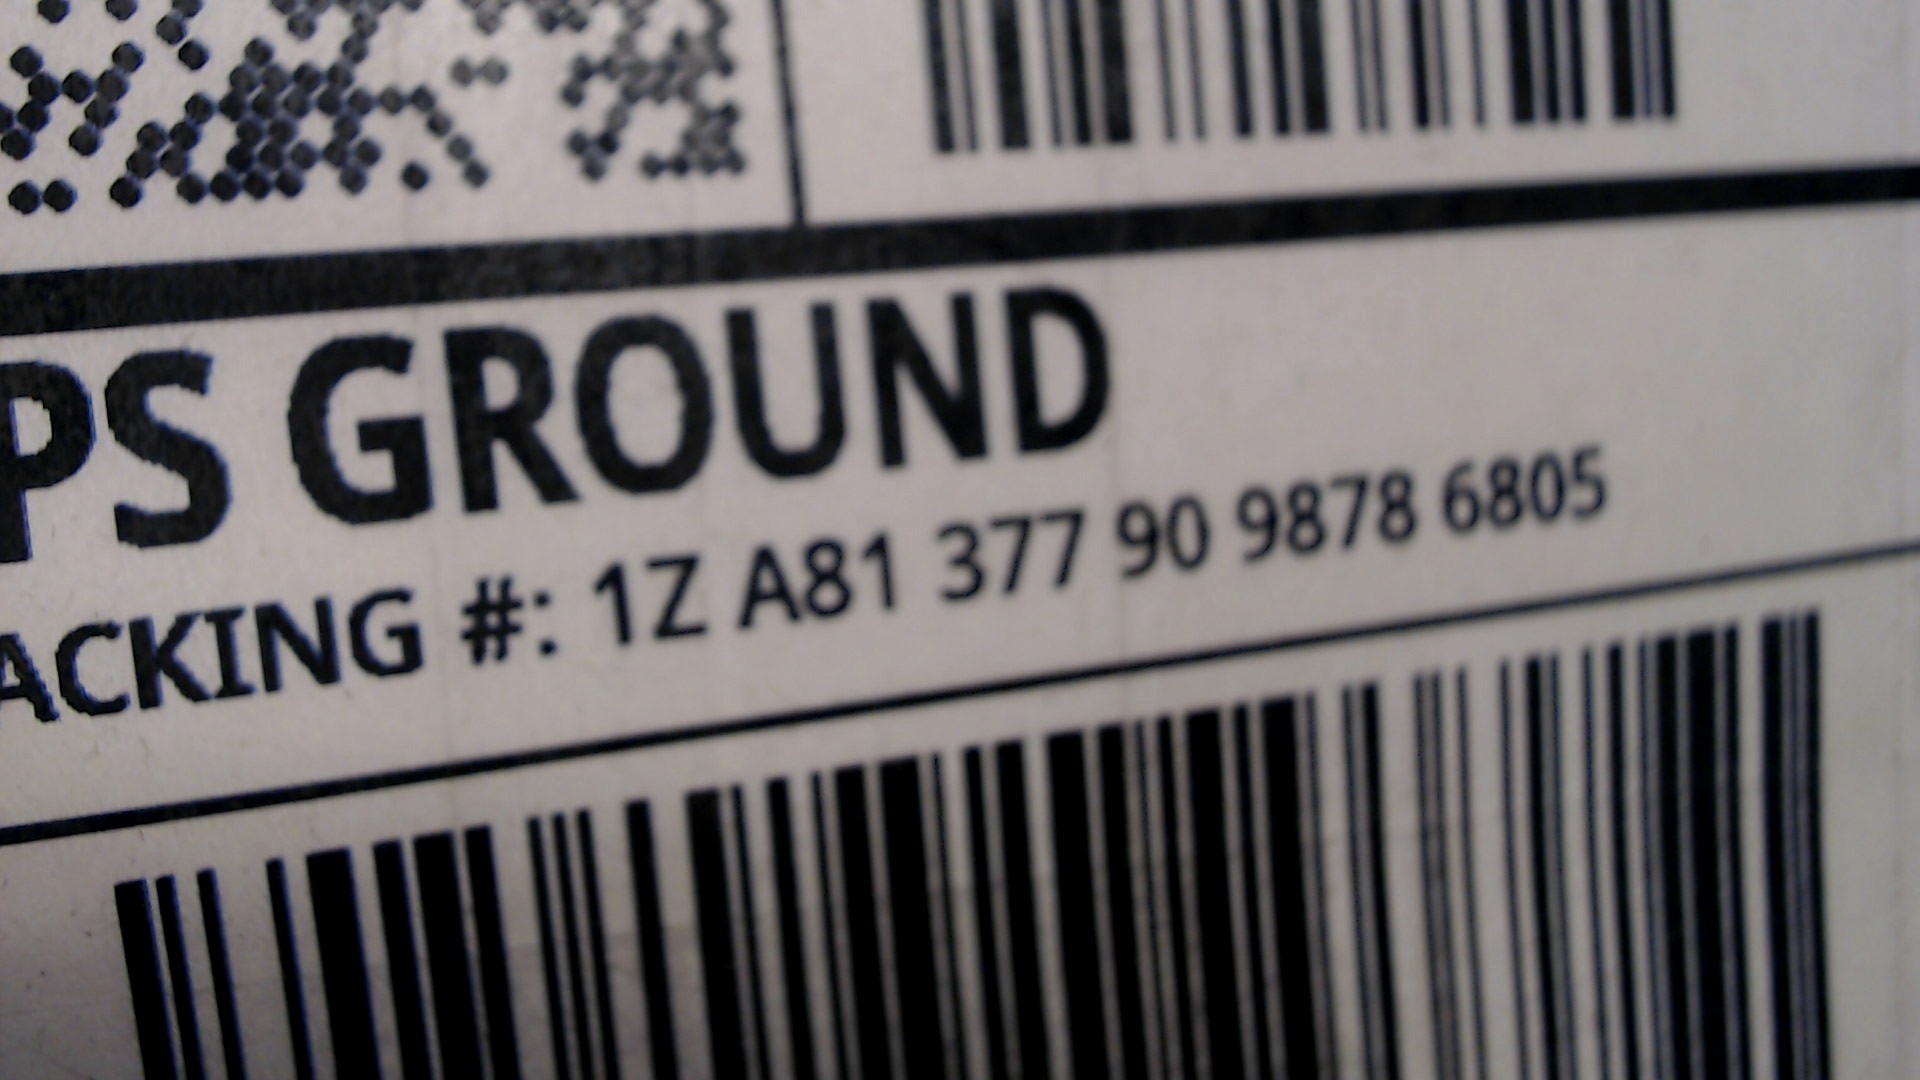 PS GROUND
ACKING #: 1Z A81 377 90 9878 6805